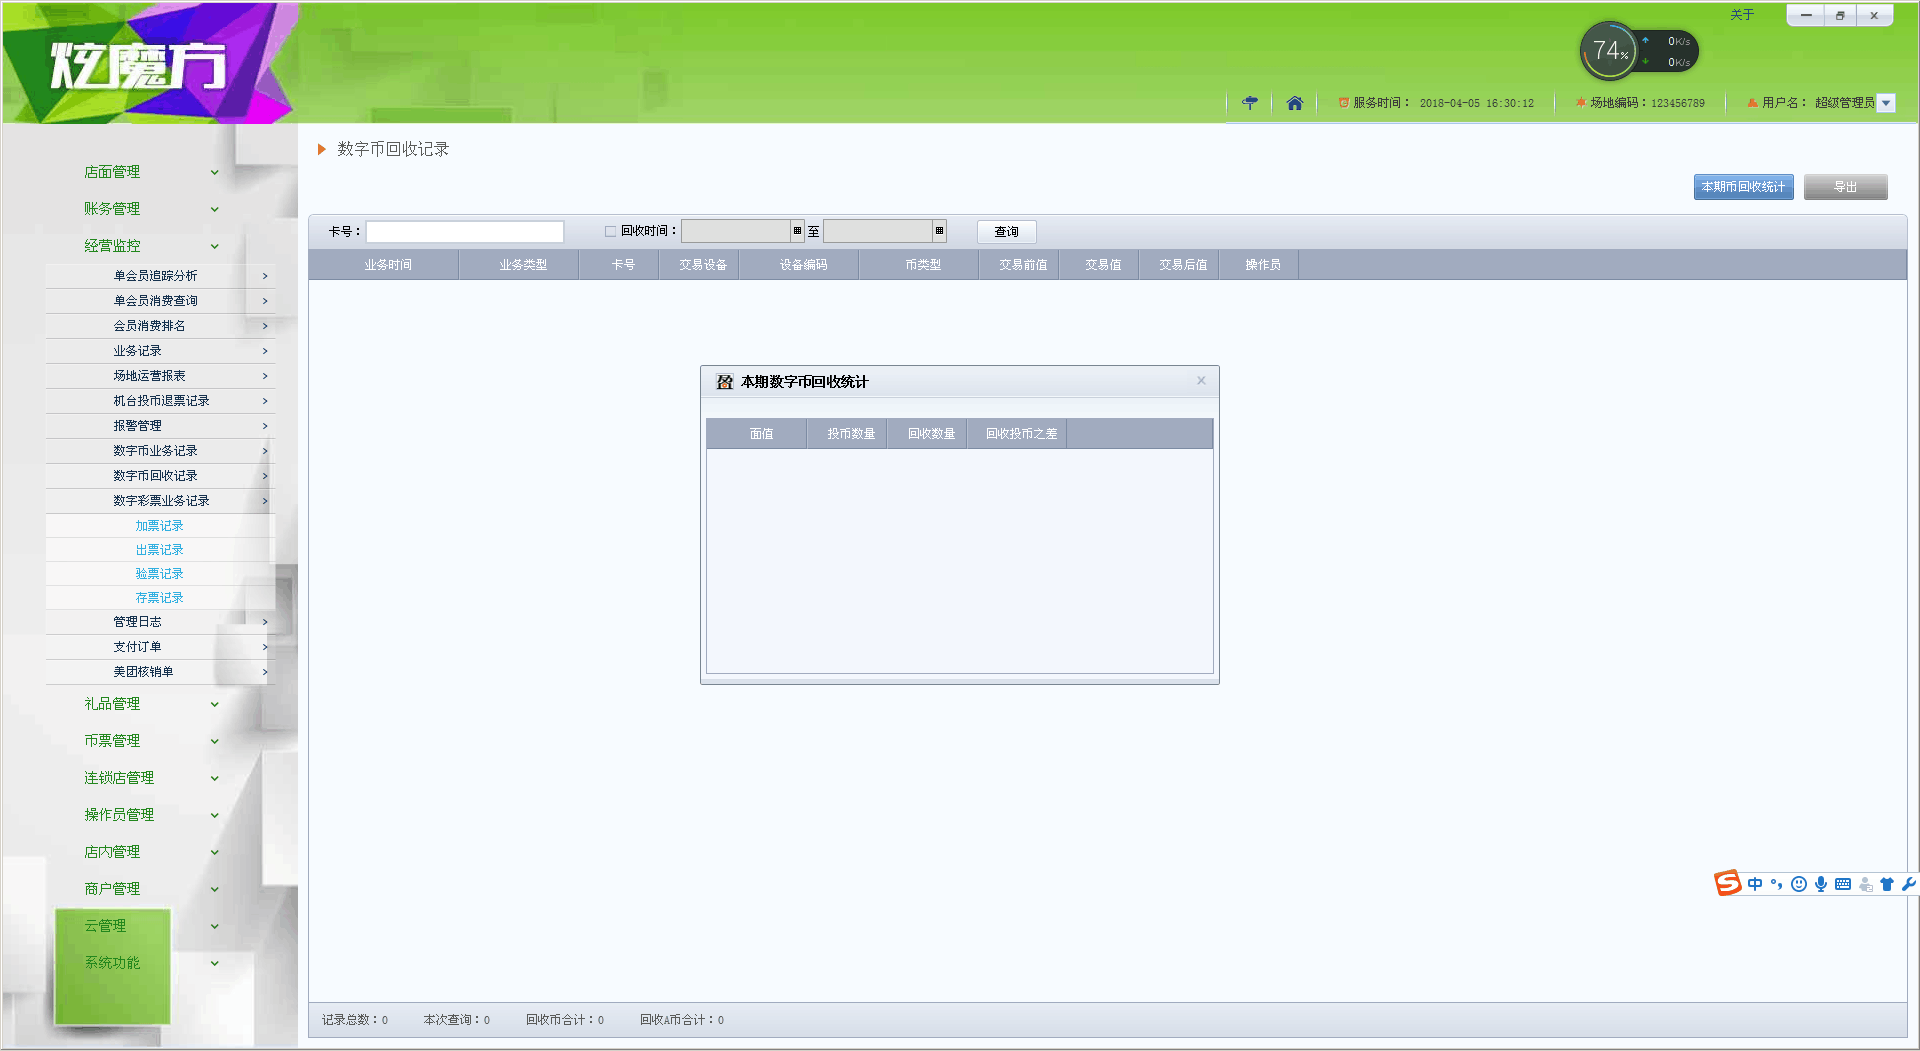 炫魔方
关于
74%
0K/s
0K/s
服务时间： 2018-04-05 16:30:12
场地编码：123456789
用户名： 超级管理员
店面管理
账务管理
经营监控
单会员追踪分析
单会员消费查询
会员消费排名
业务记录
场地运营报表
机台投币退票记录
报警管理
数字币业务记录
数字币回收记录
数字彩票业务记录
加票记录
出票记录
验票记录
存票记录
管理日志
支付订单
美团核销单
礼品管理
币票管理
连锁店管理
操作员管理
店内管理
商户管理
云管理
系统功能
数字币回收记录
本期币回收统计 导出
卡号： 回收时间： 至 查询
业务时间 业务类型 卡号 交易设备 设备编码 币类型 交易前值 交易值 交易后值 操作员
本期数字币回收统计
面值 投币数量 回收数量 回收投币之差
中
记录总数：0 本次查询：0 回收币合计：0 回收A币合计：0